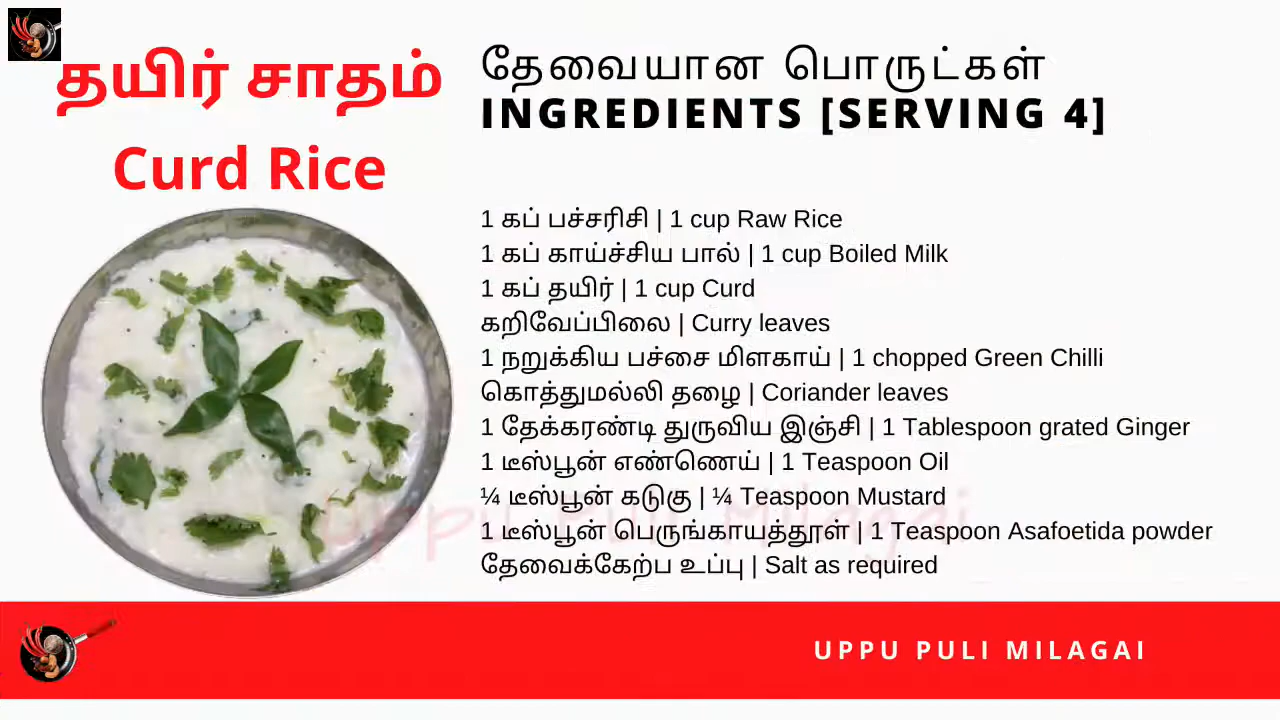 தயிர் சாதம்
Curd Rice
தேவையான பொருட்கள்
INGREDIENTS [SERVING 4]
1 கப் பச்சரிசி | 1 cup Raw Rice
1 கப் காய்ச்சிய பால் | 1 cup Boiled Milk
1 கப் தயிர் | 1 cup Curd
கறிவேப்பிலை | Curry leaves
1 நறுக்கிய பச்சை மிளகாய் | 1 chopped Green Chilli
கொத்துமல்லி தழை | Coriander leaves
1 தேக்கரண்டி துருவிய இஞ்சி | 1 Tablespoon grated Ginger
1 டீஸ்பூன் எண்ணெய் | 1 Teaspoon Oil
¼ டீஸ்பூன் கடுகு | ¼ Teaspoon Mustard
1 டீஸ்பூன் பெருங்காயத்தூள் | 1 Teaspoon Asafoetida powder
தேவைக்கேற்ப உப்பு | Salt as required
Uppu Puli Milagai
UPPU PULI MILAGAI